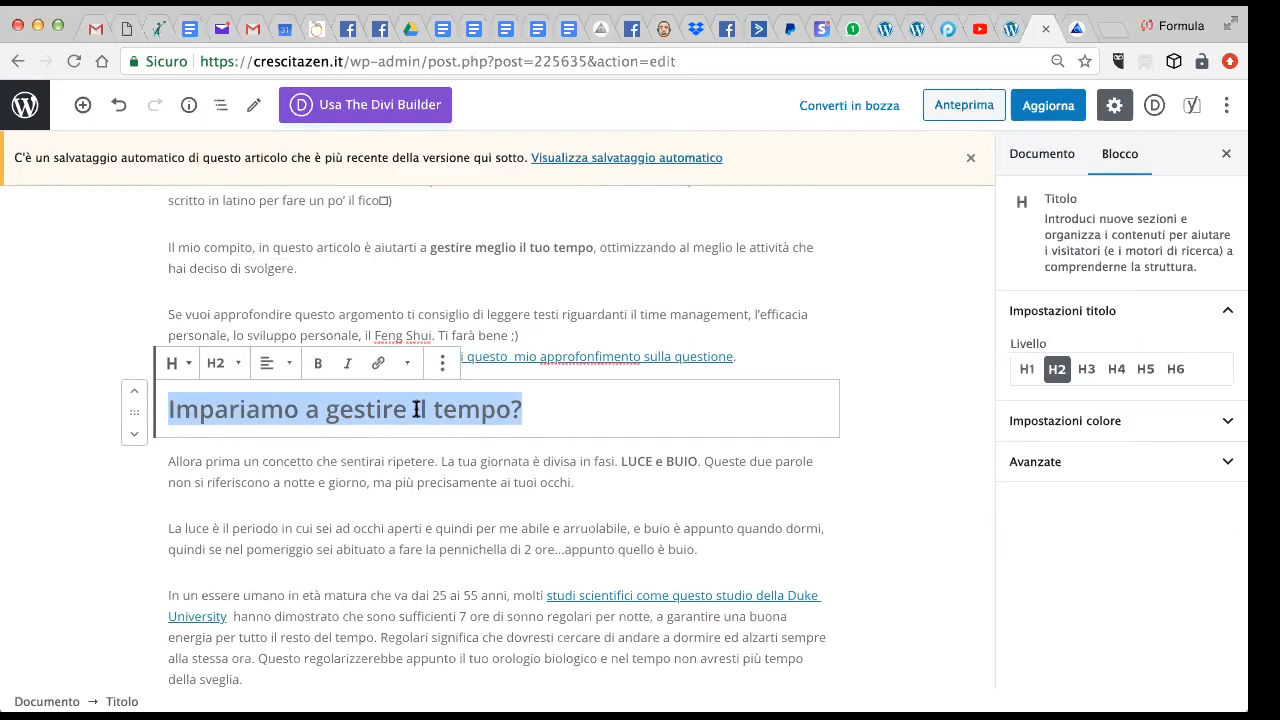 Formula
Sicuro https://crescitazen.it/wp-admin/post.php?post=225635&action=edit
Usa The Divi Builder
Converti in bozza
Anteprima
Aggiorna
C'è un salvataggio automatico di questo articolo che è più recente della versione qui sotto. Visualizza salvataggio automatico
scritto in latino per fare un po' il fico□)
Il mio compito, in questo articolo è aiutarti a gestire meglio il tuo tempo, ottimizzando al meglio le attività che
hai deciso di svolgere.
Se vuoi approfondire questo argomento ti consiglio di leggere testi riguardanti il time management, l'efficacia
personale, lo sviluppo personale, il Feng Shui. Ti farà bene ;)
i questo mio approfonfimento sulla questione.
H H2 B I
Impariamo a gestire il tempo?
Allora prima un concetto che sentirai ripetere. La tua giornata è divisa in fasi. LUCE e BUIO. Queste due parole
non si riferiscono a notte e giorno, ma più precisamente ai tuoi occhi.
La luce è il periodo in cui sei ad occhi aperti e quindi per me abile e arruolabile, e buio è appunto quando dormi,
quindi se nel pomeriggio sei abituato a fare la pennichella di 2 ore...appunto quello è buio.
In un essere umano in età matura che va dai 25 ai 55 anni, molti studi scientifici come questo studio della Duke
University hanno dimostrato che sono sufficienti 7 ore di sonno regolari per notte, a garantire una buona
energia per tutto il resto del tempo. Regolari significa che dovresti cercare di andare a dormire ed alzarti sempre
alla stessa ora. Questo regolarizzerebbe appunto il tuo orologio biologico e nel tempo non avresti più tempo
della sveglia.
Documento → Titolo
Documento
Blocco
H Titolo
Introduci nuove sezioni e
organizza i contenuti per aiutare
i visitatori (e i motori di ricerca) a
comprenderne la struttura.
Impostazioni titolo
Livello
H1 H2 H3 H4 H5 H6
Impostazioni colore
Avanzate